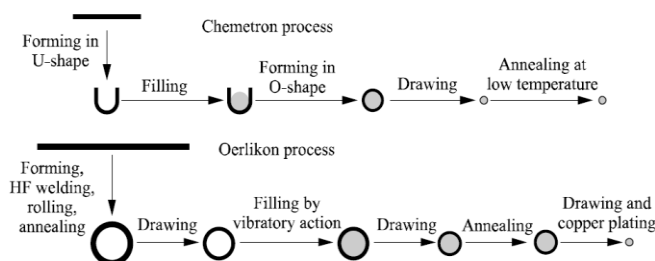 Chemetron process
Forming in
U-shape
Filling
Forming in
O-shape
Drawing
Annealing at
low temperature
Oerlikon process
Forming,
HF welding,
rolling,
annealing
Drawing
Filling by
vibratory action
Drawing
Annealing
Drawing and
copper plating